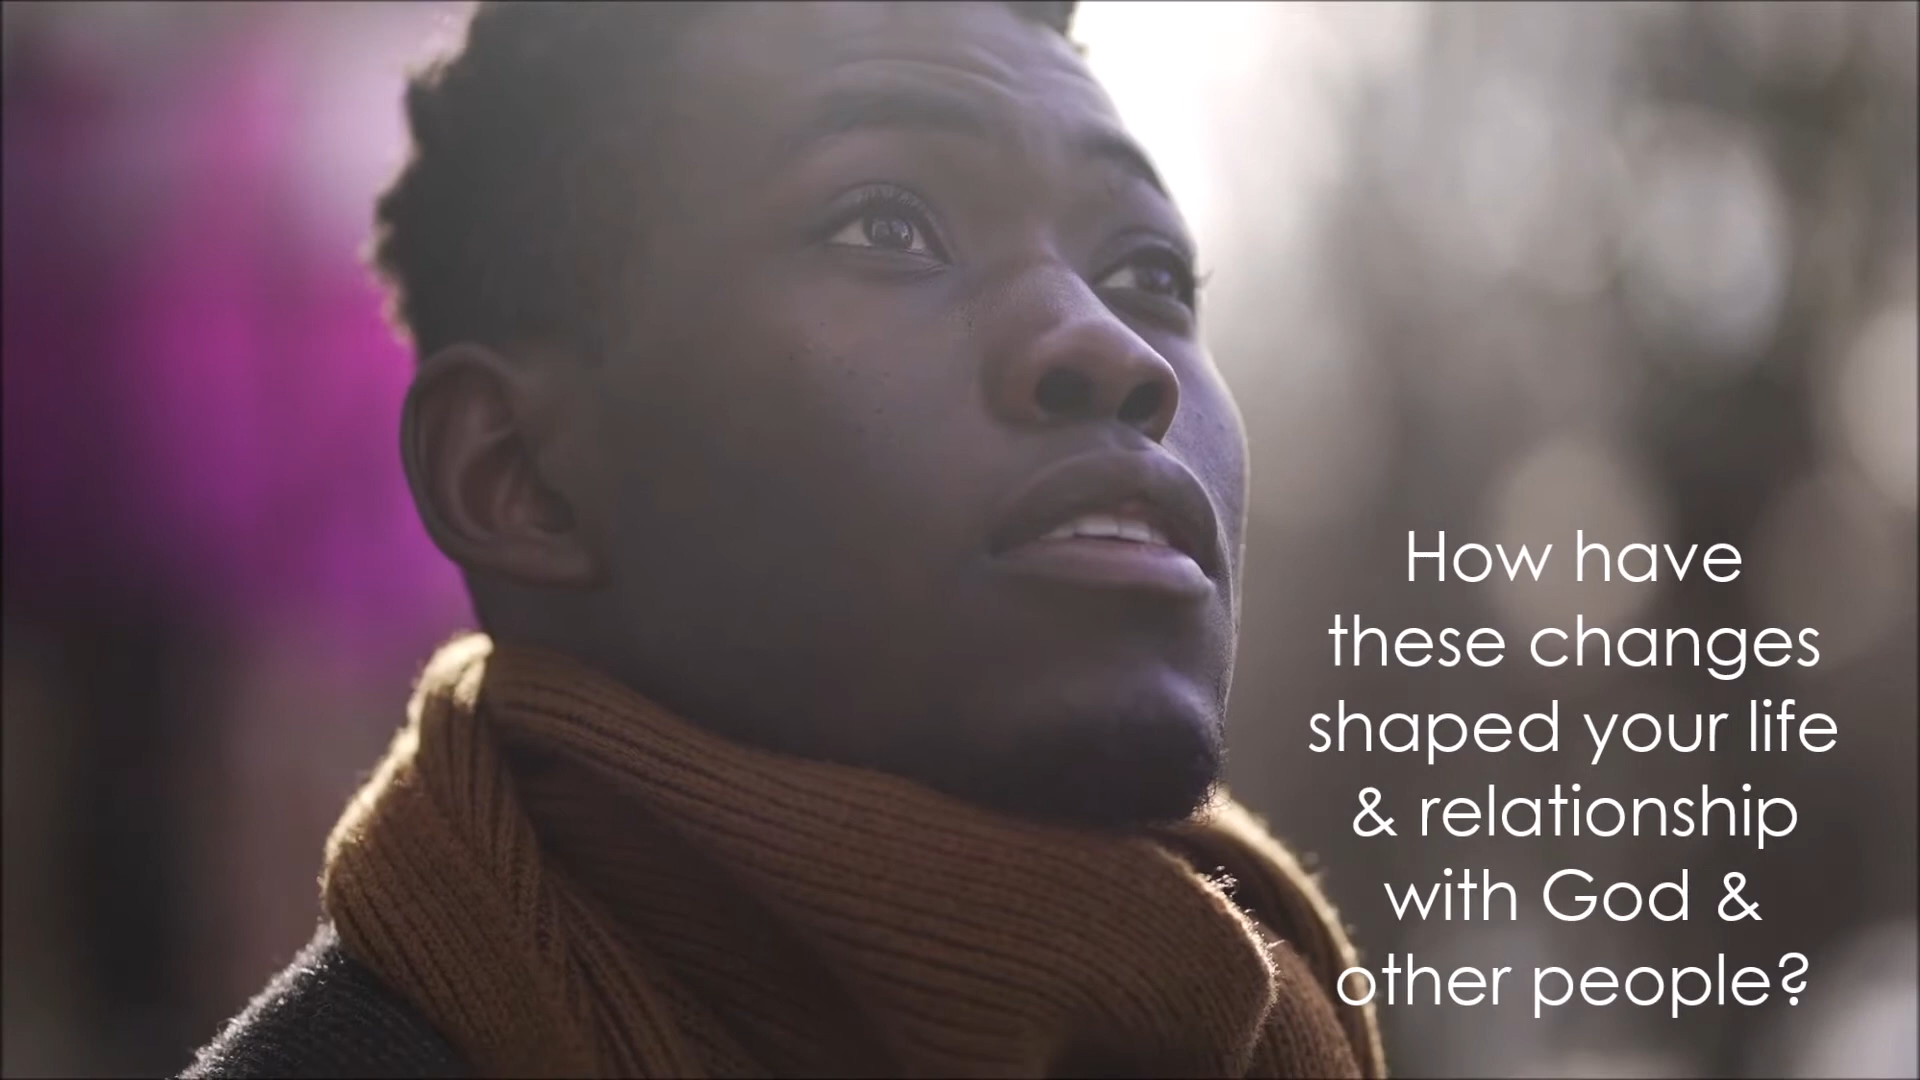 How have
these changes
shaped your life
& relationship
with God &
other people?